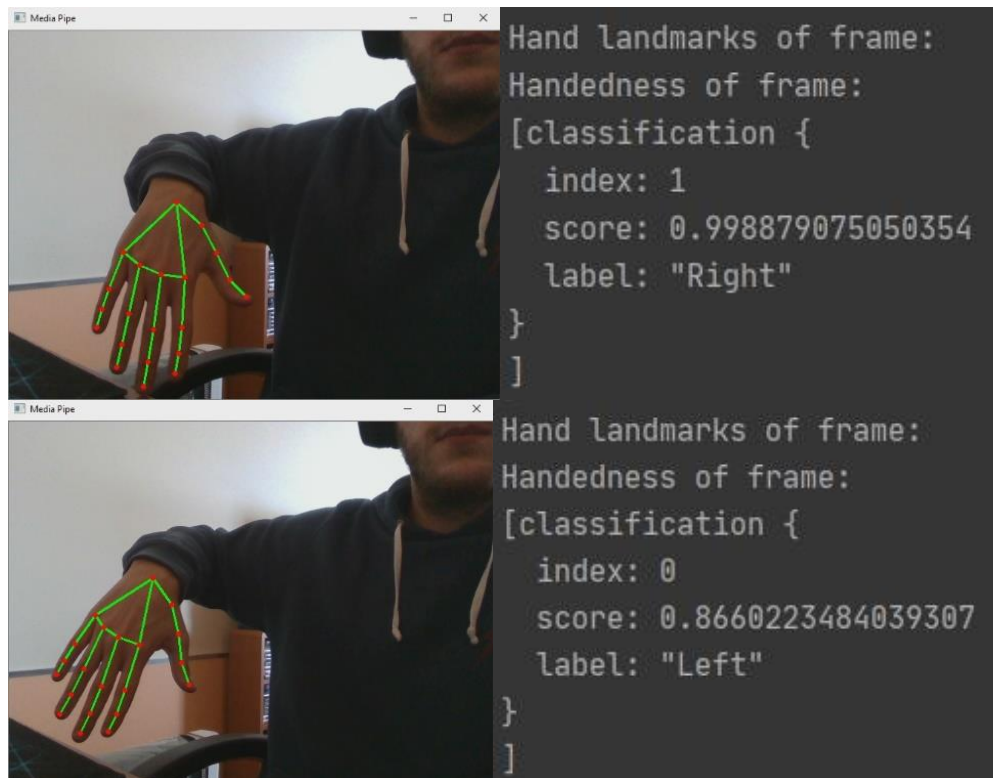 Media Pipe
Hand landmarks of frame:
Handedness of frame:
[classification {
index: 1
score: 0.998879075050354
label: "Right"
}
]
Media Pipe
Hand landmarks of frame:
Handedness of frame:
[classification {
index: 0
score: 0.8660223484039307
label: "Left"
}
]